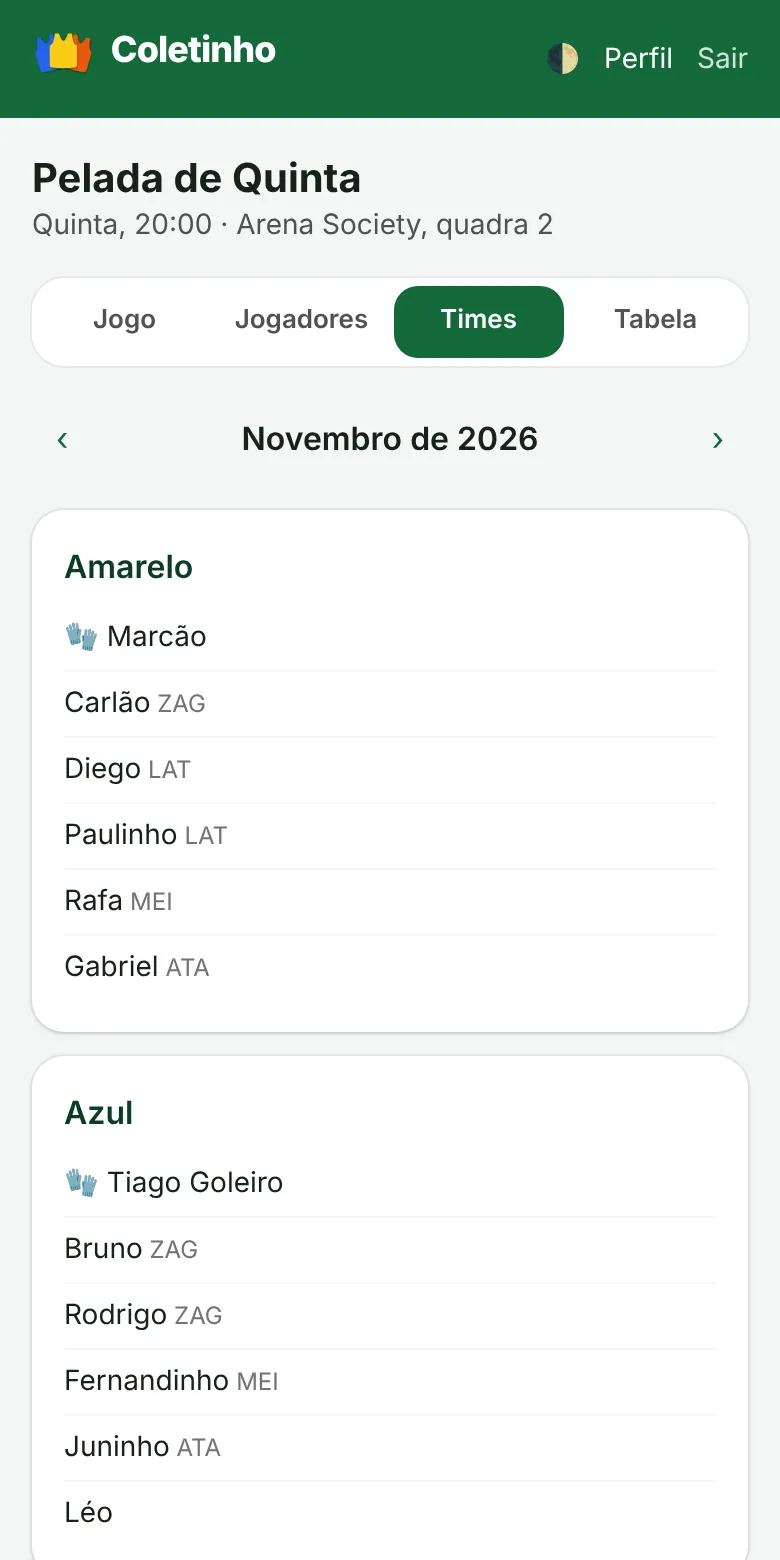 Coletinho
Perfil Sair
Pelada de Quinta
Quinta, 20:00 · Arena Society, quadra 2
Jogo Jogadores Times Tabela
‹ Novembro de 2026 ›
Amarelo
🧤 Marcão
Carlão ZAG
Diego LAT
Paulinho LAT
Rafa MEI
Gabriel ATA
Azul
🧤 Tiago Goleiro
Bruno ZAG
Rodrigo ZAG
Fernandinho MEI
Juninho ATA
Léo